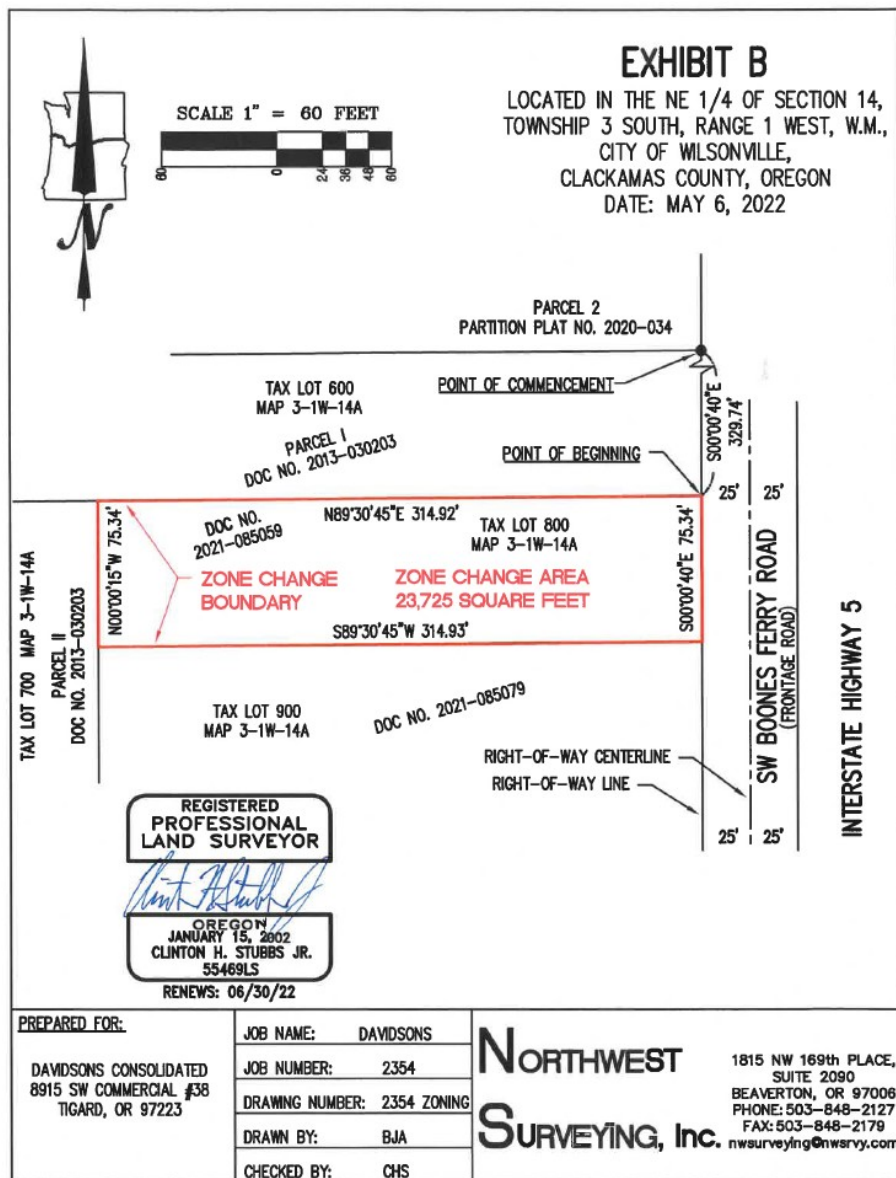 EXHIBIT B
LOCATED IN THE NE 1/4 OF SECTION 14,
TOWNSHIP 3 SOUTH, RANGE 1 WEST, W.M.,
CITY OF WILSONVILLE,
CLACKAMAS COUNTY, OREGON
DATE: MAY 6, 2022
N
SCALE 1" = 60 FEET
60 0 24 36 48 60
PARCEL 2
PARTITION PLAT NO. 2020-034
TAX LOT 600
MAP 3-1W-14A
POINT OF COMMENCEMENT
S00°00'40"E
329.74'
PARCEL I
DOC NO. 2013-030203
POINT OF BEGINNING
25' 25'
TAX LOT 700 MAP 3-1W-14A
PARCEL II
DOC NO. 2013-030203
N00°00'15"W 75.34'
DOC NO.
2021-085059
N89°30'45"E 314.92'
TAX LOT 800
MAP 3-1W-14A
ZONE CHANGE
BOUNDARY
ZONE CHANGE AREA
23,725 SQUARE FEET
S00°00'40"E 75.34'
S89°30'45"W 314.93'
SW BOONES FERRY ROAD
(FRONTAGE ROAD)
INTERSTATE HIGHWAY 5
TAX LOT 900
MAP 3-1W-14A
DOC NO. 2021-085079
RIGHT-OF-WAY CENTERLINE
RIGHT-OF-WAY LINE
25' 25'
REGISTERED
PROFESSIONAL
LAND SURVEYOR
OREGON
JANUARY 15, 2002
CLINTON H. STUBBS JR.
55469LS
RENEWS: 06/30/22
PREPARED FOR:
DAVIDSONS CONSOLIDATED
8915 SW COMMERCIAL #38
TIGARD, OR 97223
JOB NAME: DAVIDSONS
JOB NUMBER: 2354
DRAWING NUMBER: 2354 ZONING
DRAWN BY: BJA
CHECKED BY: CHS
NORTHWEST
SURVEYING, Inc.
1815 NW 169th PLACE,
SUITE 2090
BEAVERTON, OR 97006
PHONE: 503-848-2127
FAX: 503-848-2179
nwsurveying@nwsrvy.com